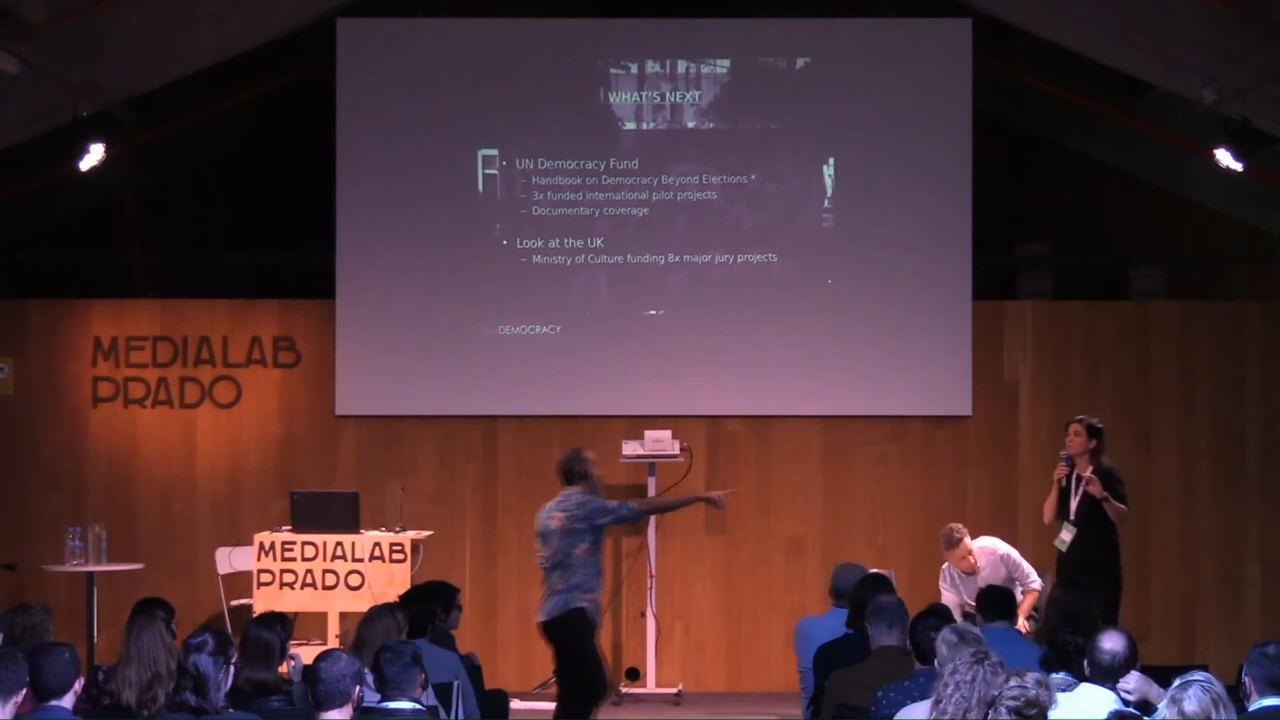 WHAT'S NEXT
• UN Democracy Fund
– Handbook on Democracy Beyond Elections *
– 3x funded international pilot projects
– Documentary coverage
• Look at the UK
– Ministry of Culture funding 8x major jury projects
DEMOCRACY
MEDIALAB
PRADO
MEDIALAB
PRADO